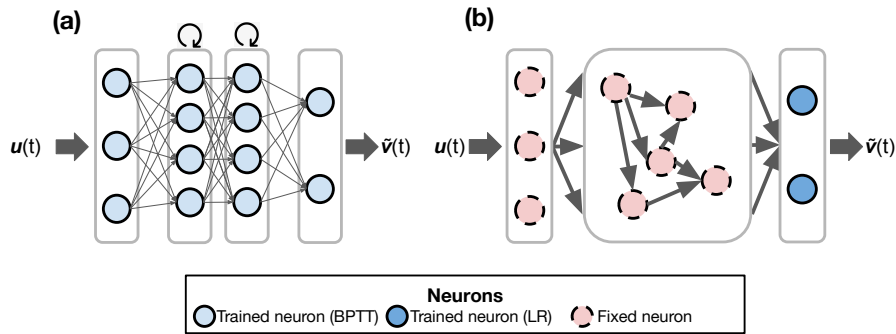 (a)
u(t)
ṽ(t)
(b)
u(t)
ṽ(t)
Neurons
Trained neuron (BPTT) Trained neuron (LR) Fixed neuron